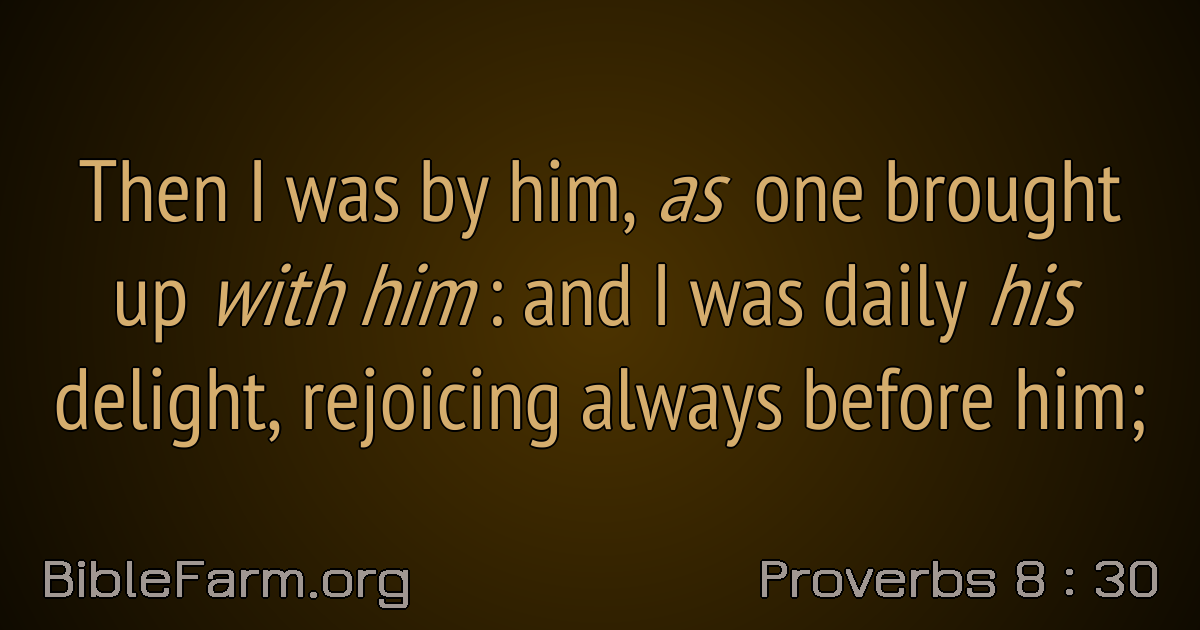 Then I was by him, as one brought
up with him: and I was daily his
delight, rejoicing always before him;
BibleFarm.org
Proverbs 8 : 30